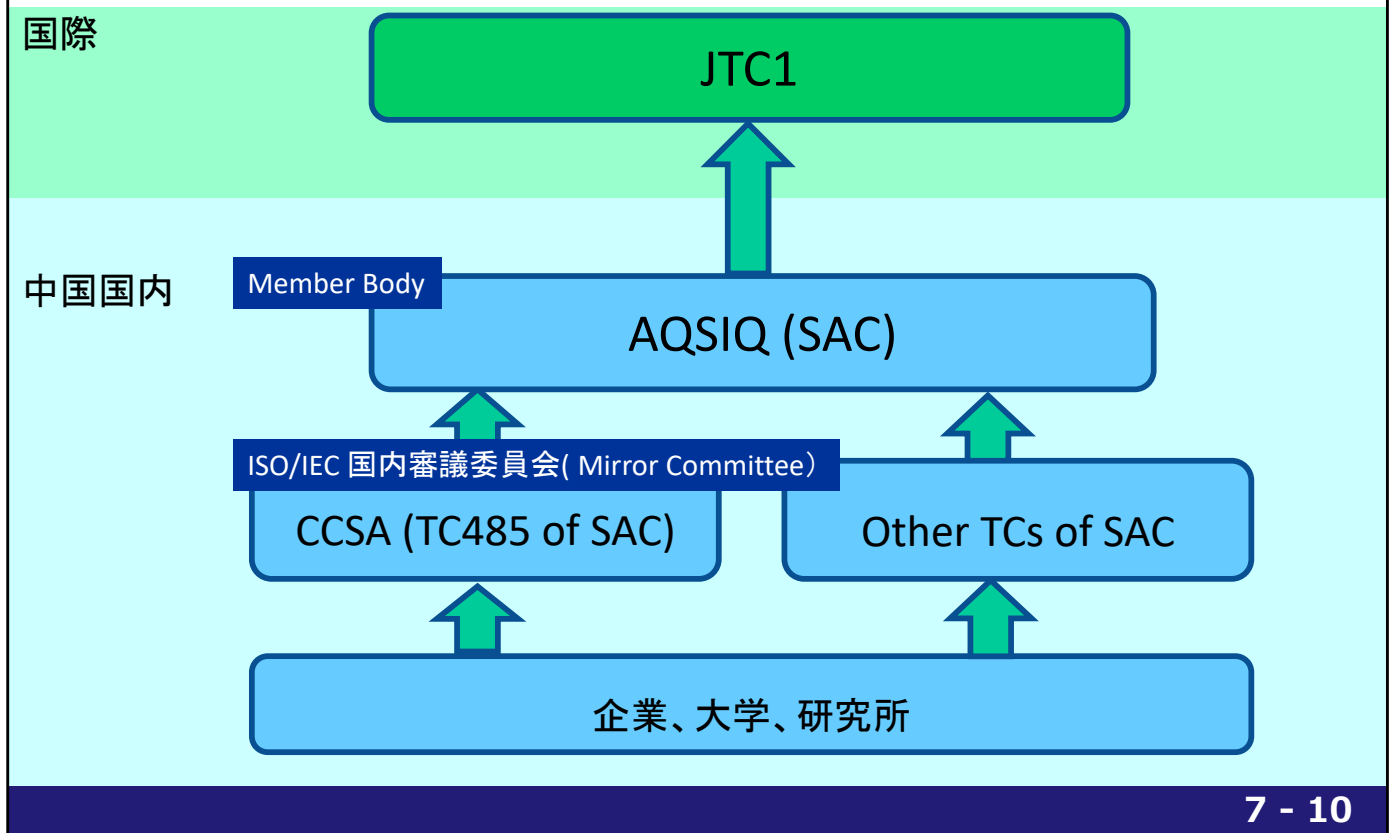 国際
JTC1
中国国内
Member Body
AQSIQ (SAC)
ISO/IEC 国内審議委員会( Mirror Committee）
CCSA (TC485 of SAC)
Other TCs of SAC
企業、大学、研究所
7 - 10